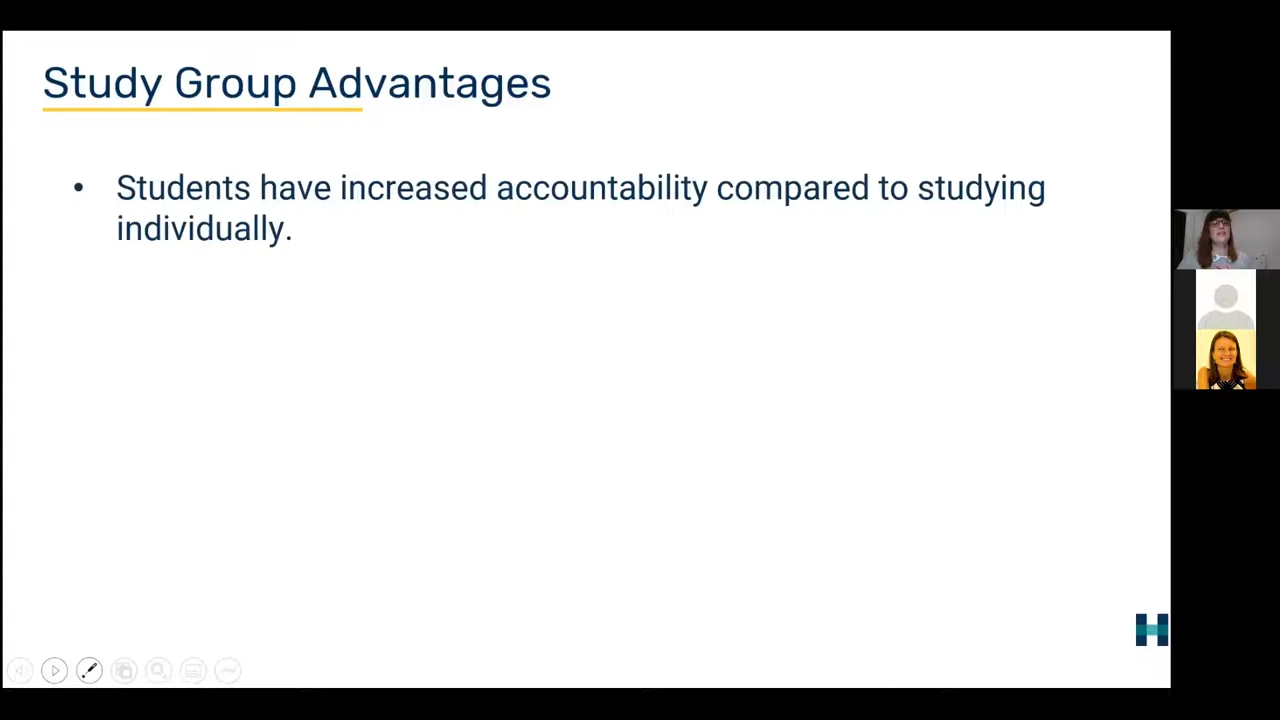 Study Group Advantages
• Students have increased accountability compared to studying
individually.